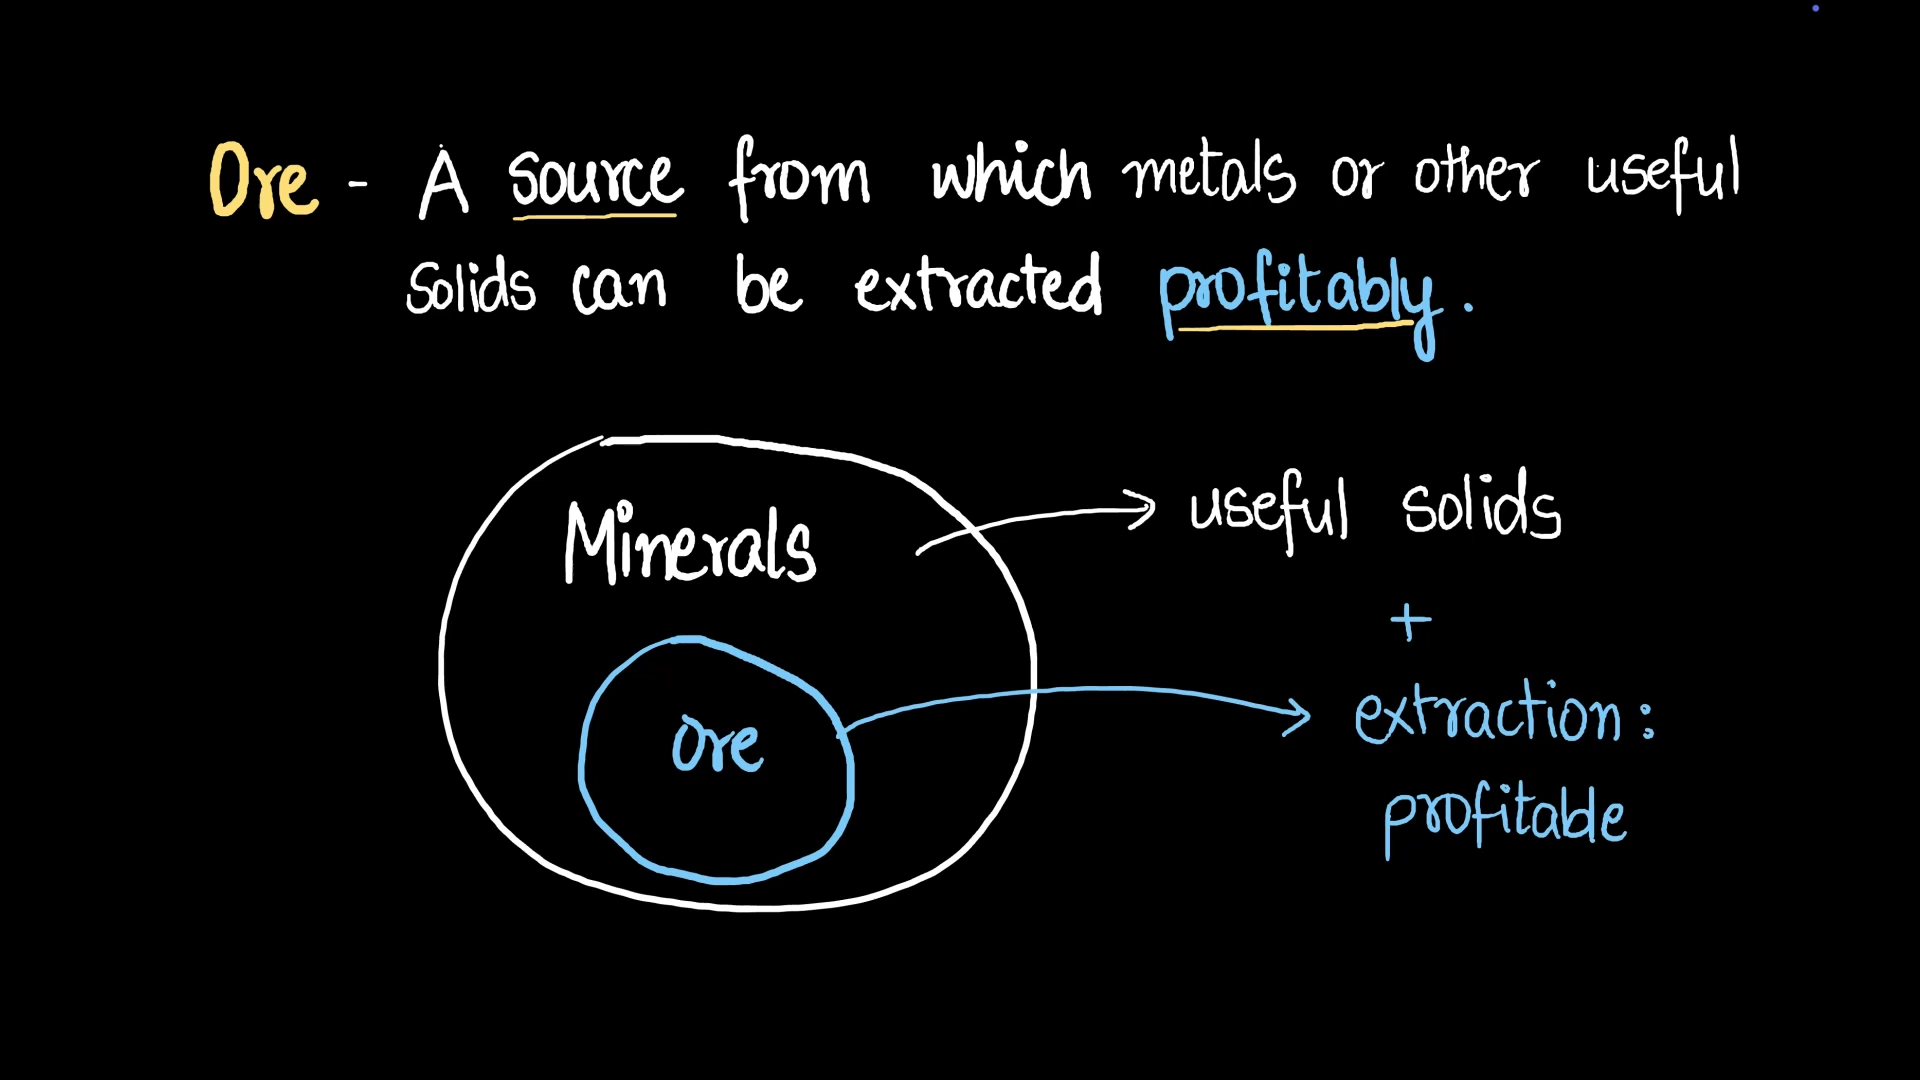 Ore - A source from which metals or other useful
solids can be extracted profitably.
Minerals
useful solids
+
ore
extraction:
profitable